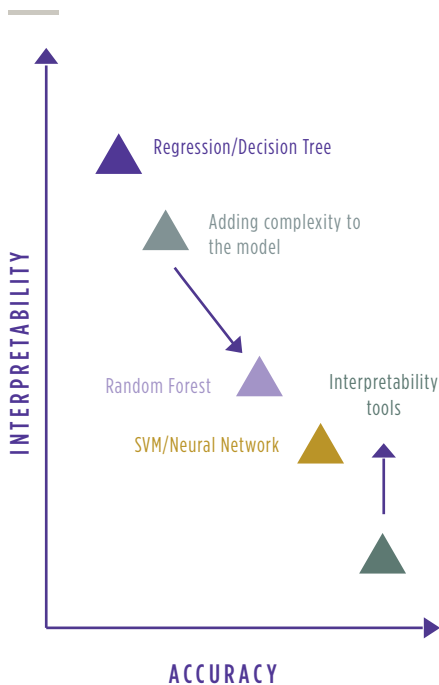 Regression/Decision Tree
Adding complexity to
the model
INTERPRETABILITY
Random Forest
Interpretability
tools
SVM/Neural Network
ACCURACY